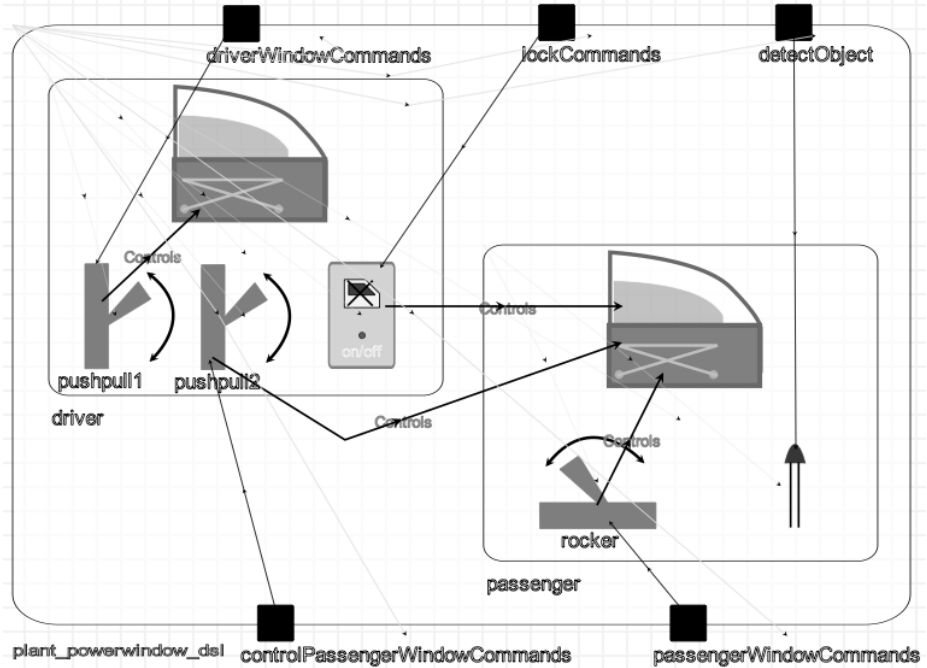 driverWindowCommands
lockCommands
detectObject
Controls
Controls
on/off
pushpull1
pushpull2
driver
Controls
Controls
rocker
passenger
plant_powerwindow_dsl
controlPassengerWindowCommands
passengerWindowCommands